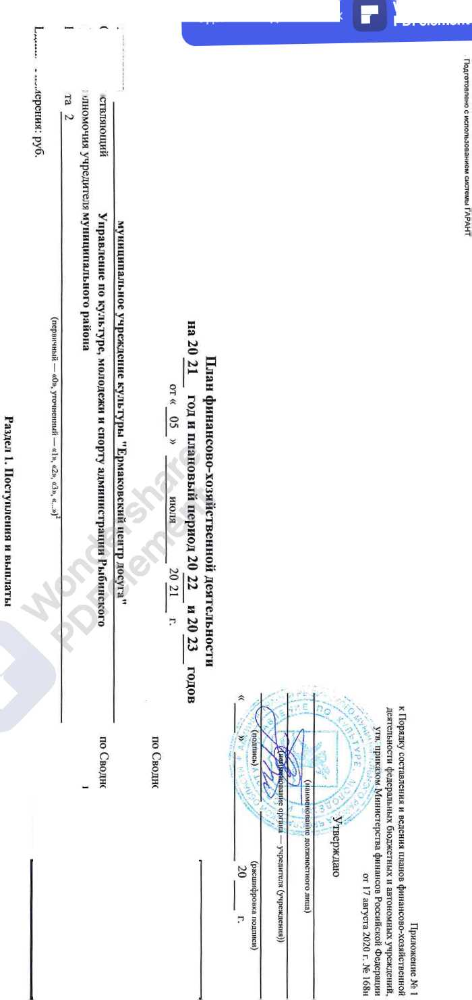 Подготовлено с использованием системы ГАРАНТ
Приложение № 1
к Порядку составления и ведения планов финансово-хозяйственной
деятельности федеральных бюджетных и автономных учреждений,
утв. приказом Министерства финансов Российской Федерации
от 17 августа 2020 г. № 168н
Утверждаю
(наименование должностного лица)
(наименование органа — учредителя (учреждения))
(подпись) (расшифровка подписи)
« » 20 г.
План финансово-хозяйственной деятельности
на 20 21 год и плановый период 20 22 и 20 23 годов
от « 05 » июля 20 21 г.
по Сводн
муниципальное учреждение культуры "Ермаковский центр досуга"
ствляющий Управление по культуре, молодежи и спорту администрации Рыбинского по Сводн
лномочия учредителя муниципального района
та 2
(первичный — «0», уточненный — «1», «2», «3», «...»)²
мерения: руб.
Раздел 1. Поступления и выплаты
Wondershare
PDFelement